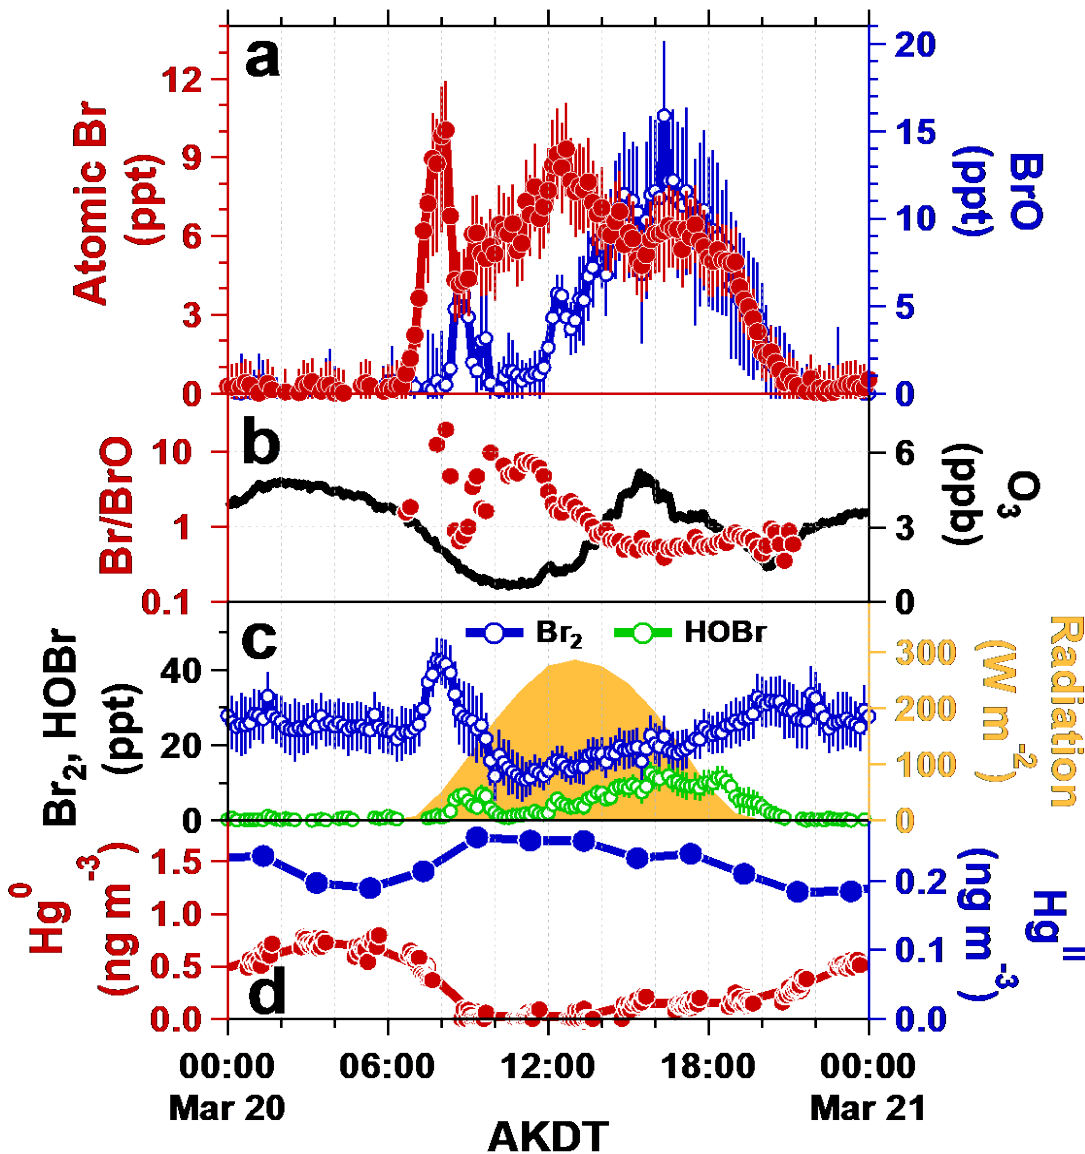 a
12
9
6
3
0
Atomic Br
(ppt)
20
15
10
5
0
BrO
(ppt)
b
10
1
0.1
Br/BrO
6
3
0
O3
(ppb)
c
Br2
HOBr
40
20
0
Br2, HOBr
(ppt)
300
200
100
0
Radiation
(W m-2)
d
1.5
1.0
0.5
0.0
Hg0
(ng m-3)
0.2
0.1
0.0
HgII
(ng m-3)
00:00 06:00 12:00 18:00 00:00
Mar 20 Mar 21
AKDT